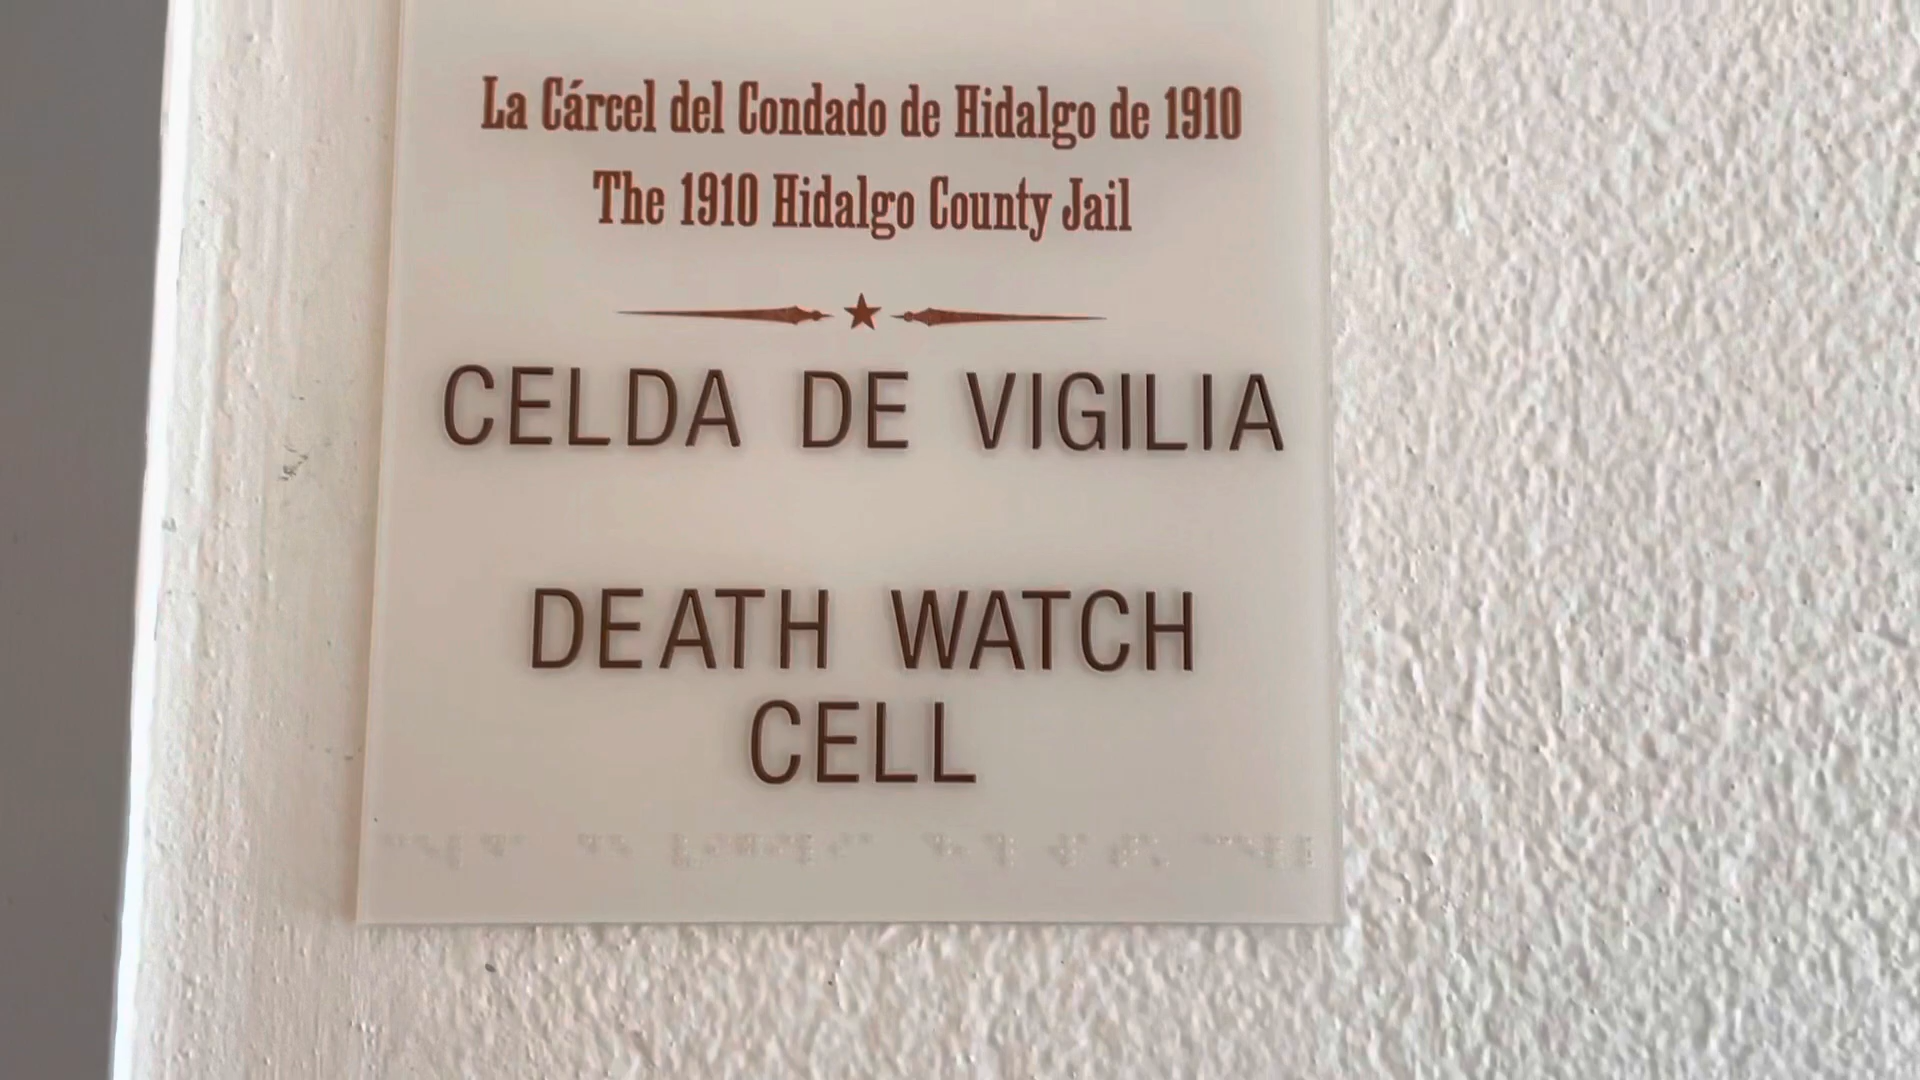 La Cárcel del Condado de Hidalgo de 1910
The 1910 Hidalgo County Jail
CELDA DE VIGILIA
DEATH WATCH
CELL